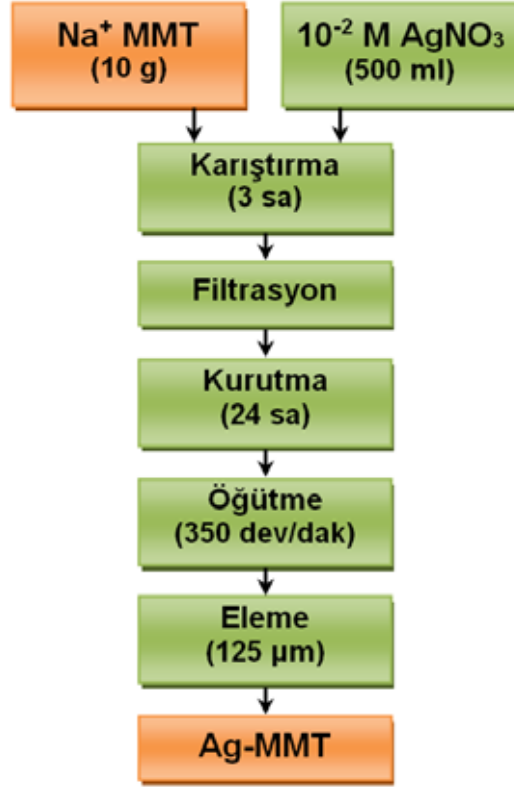 Na⁺ MMT
(10 g)
10⁻² M AgNO₃
(500 ml)
Karıştırma
(3 sa)
Filtrasyon
Kurutma
(24 sa)
Öğütme
(350 dev/dak)
Eleme
(125 µm)
Ag-MMT